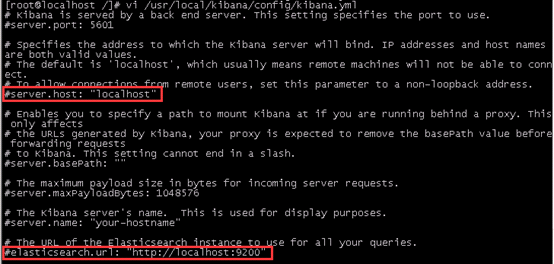 [root@localhost /]# vi /usr/local/kibana/config/kibana.yml
# Kibana is served by a back end server. This setting specifies the port to use.
#server.port: 5601
# Specifies the address to which the Kibana server will bind. IP addresses and host names
are both valid values.
# The default is 'localhost', which usually means remote machines will not be able to conn
ect.
# To allow connections from remote users, set this parameter to a non-loopback address.
#server.host: "localhost"
# Enables you to specify a path to mount Kibana at if you are running behind a proxy. This
only affects
# the URLs generated by Kibana, your proxy is expected to remove the basePath value before
forwarding requests
# to Kibana. This setting cannot end in a slash.
#server.basePath: ""
# The maximum payload size in bytes for incoming server requests.
#server.maxPayloadBytes: 1048576
# The Kibana server's name.  This is used for display purposes.
#server.name: "your-hostname"
# The URL of the Elasticsearch instance to use for all your queries.
#elasticsearch.url: "http://localhost:9200"